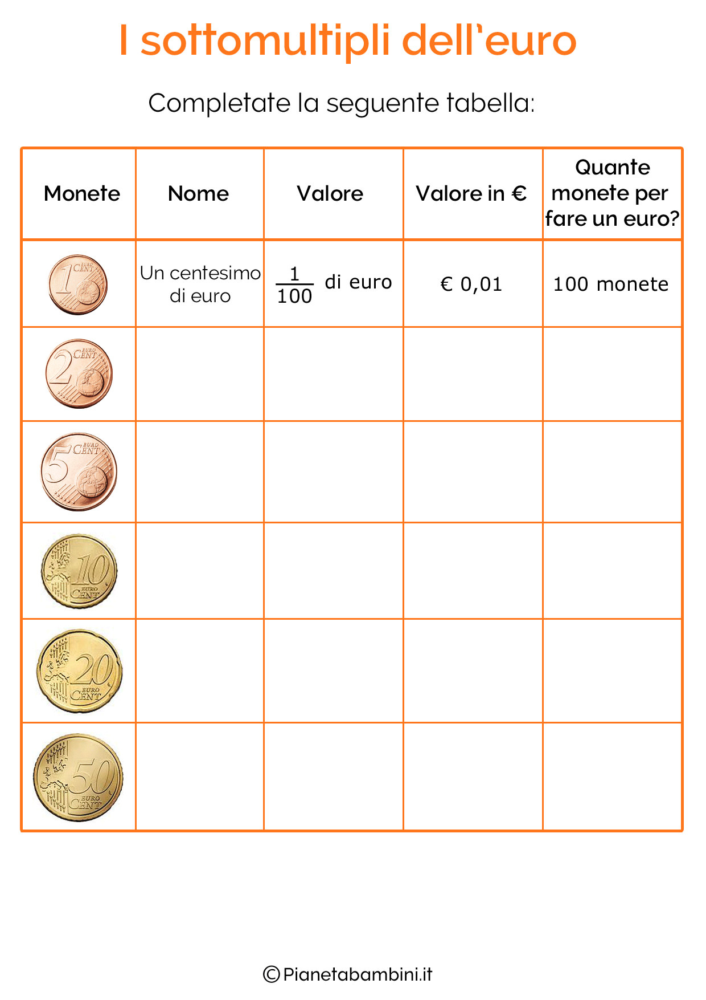 I sottomultipli dell'euro
Completate la seguente tabella:
Monete Nome Valore Valore in € Quante
monete per
fare un euro?
1 EURO
CENT
Un centesimo
di euro
1
100 di euro
€ 0,01
100 monete
2 EURO
CENT
5 EURO
CENT
10
EURO
CENT
20
EURO
CENT
50
EURO
CENT
© Pianetabambini.it